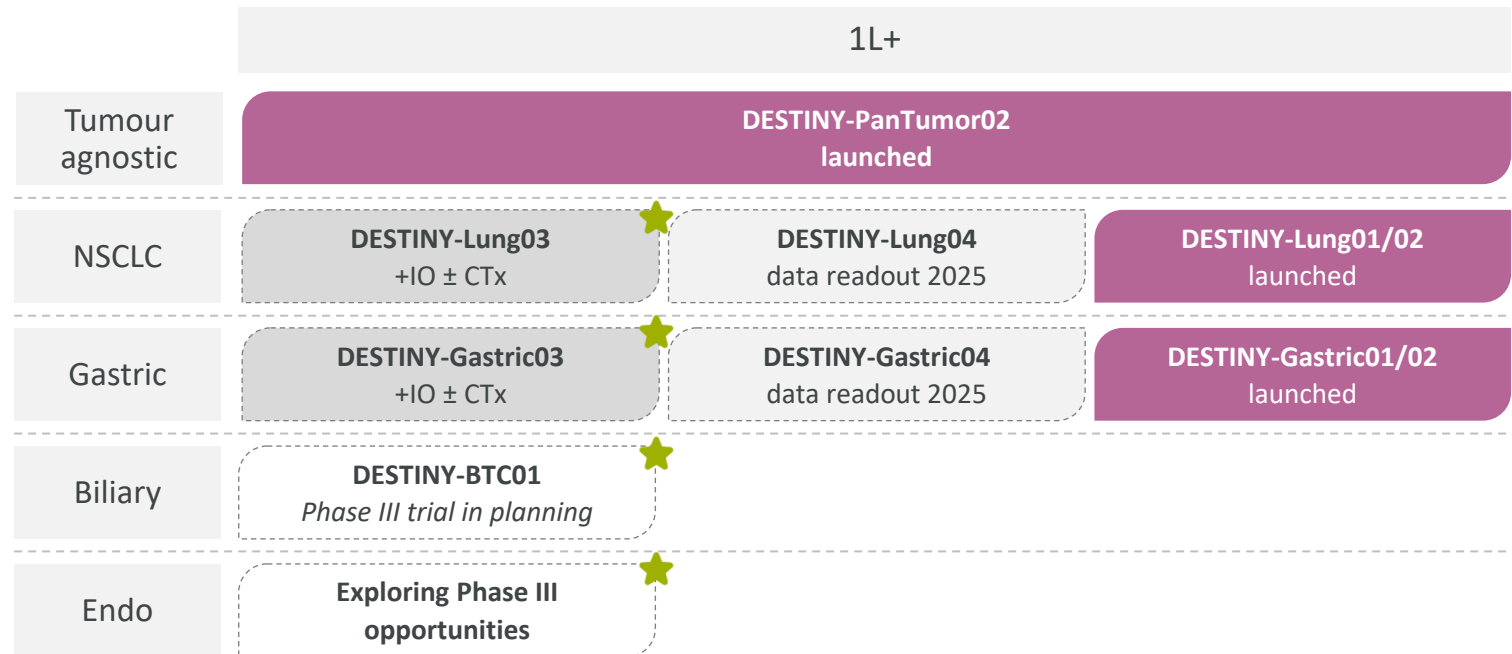 1L+
Tumour
agnostic
DESTINY-PanTumor02
launched
NSCLC
DESTINY-Lung03
+IO ± CTx
DESTINY-Lung04
data readout 2025
DESTINY-Lung01/02
launched
Gastric
DESTINY-Gastric03
+IO ± CTx
DESTINY-Gastric04
data readout 2025
DESTINY-Gastric01/02
launched
Biliary
DESTINY-BTC01
Phase III trial in planning
Endo
Exploring Phase III
opportunities